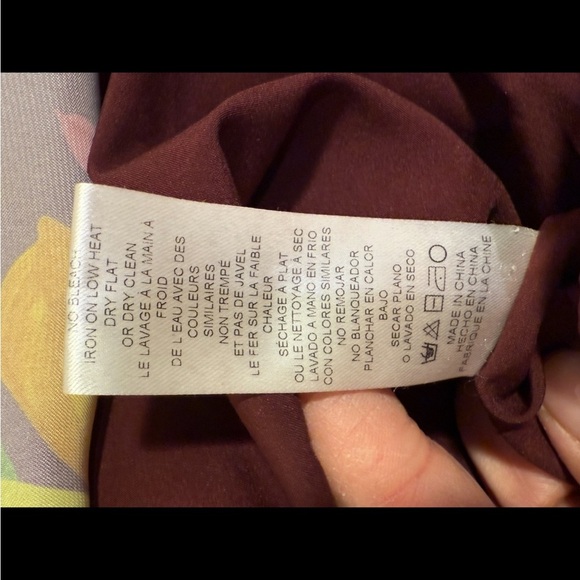 NO BLEACH
IRON ON LOW HEAT
DRY FLAT
OR DRY CLEAN
LE LAVAGE À LA MAIN A
FROID
DE L'EAU AVEC DES
COULEURS
SIMILAIRES
NON TREMPÉ
ET PAS DE JAVEL
LE FER SUR LA FAIBLE
CHALEUR
SÉCHAGE À PLAT
OU LE NETTOYAGE À SEC
LAVADO A MANO EN FRIO
CON COLORES SIMILARES
NO REMOJAR
NO BLANQUEADOR
PLANCHAR EN CALOR
BAJO
SECAR PLANO
O LAVADO EN SECO
MADE IN CHINA
HECHO EN CHINA
FABRIQUE EN LA CHINE